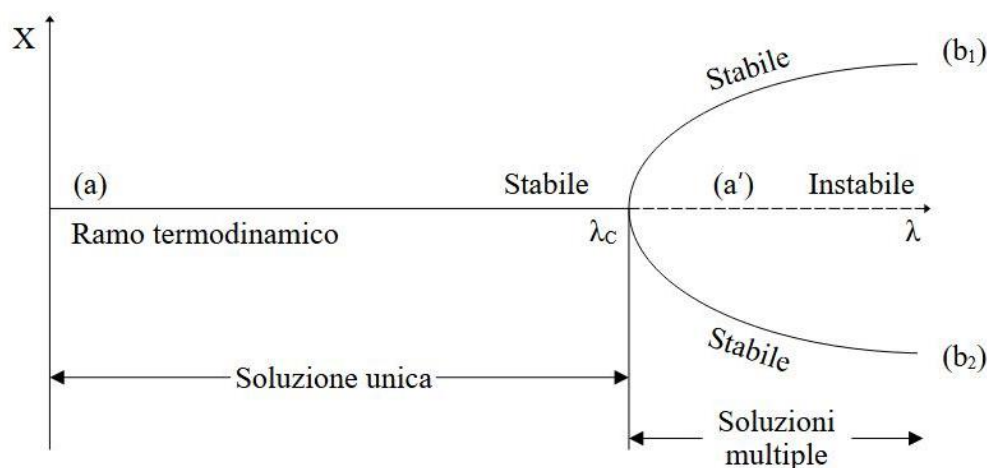 X
(b₁)
Stabile
(a)
Stabile
(a′)
Instabile
Ramo termodinamico
λC
λ
Stabile
(b₂)
Soluzione unica
Soluzioni
multiple